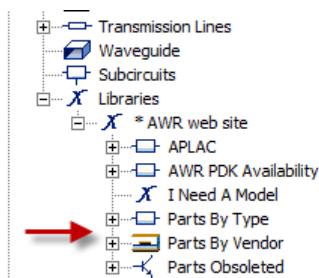 Transmission Lines
Waveguide
Subcircuits
Libraries
* AWR web site
APLAC
AWR PDK Availability
I Need A Model
Parts By Type
Parts By Vendor
Parts Obsoleted